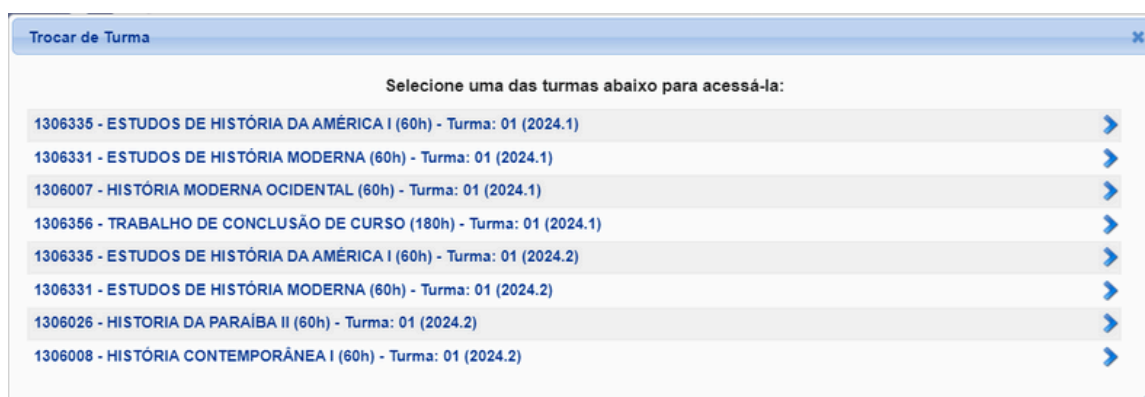 Trocar de Turma
Selecione uma das turmas abaixo para acessá-la:
1306335 - ESTUDOS DE HISTÓRIA DA AMÉRICA I (60h) - Turma: 01 (2024.1)
1306331 - ESTUDOS DE HISTÓRIA MODERNA (60h) - Turma: 01 (2024.1)
1306007 - HISTÓRIA MODERNA OCIDENTAL (60h) - Turma: 01 (2024.1)
1306356 - TRABALHO DE CONCLUSÃO DE CURSO (180h) - Turma: 01 (2024.1)
1306335 - ESTUDOS DE HISTÓRIA DA AMÉRICA I (60h) - Turma: 01 (2024.2)
1306331 - ESTUDOS DE HISTÓRIA MODERNA (60h) - Turma: 01 (2024.2)
1306026 - HISTORIA DA PARAÍBA II (60h) - Turma: 01 (2024.2)
1306008 - HISTÓRIA CONTEMPORÂNEA I (60h) - Turma: 01 (2024.2)